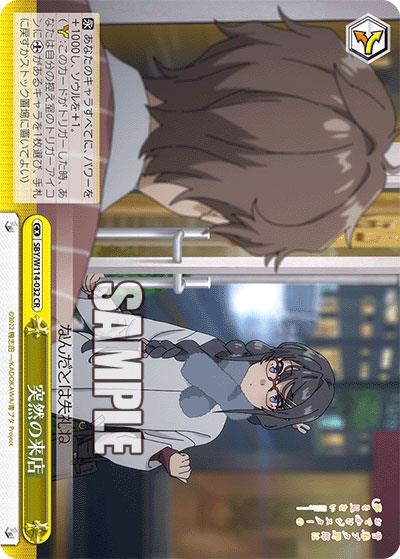 【永】 あなたのキャラすべてに、パワーを
+1000し、ソウルを+1。
（：このカードがトリガーした時、あ
なたは自分の控え室のトリガーアイコ
ンにがあるキャラを1枚選び、手札
に戻すかストック置場に置いてよい）
なんだとは失礼ね
SAMPLE
CX
SBY/W114-032 CR
突然の来店
©2022 鴨志田 一/KADOKAWA/青ブタ Project